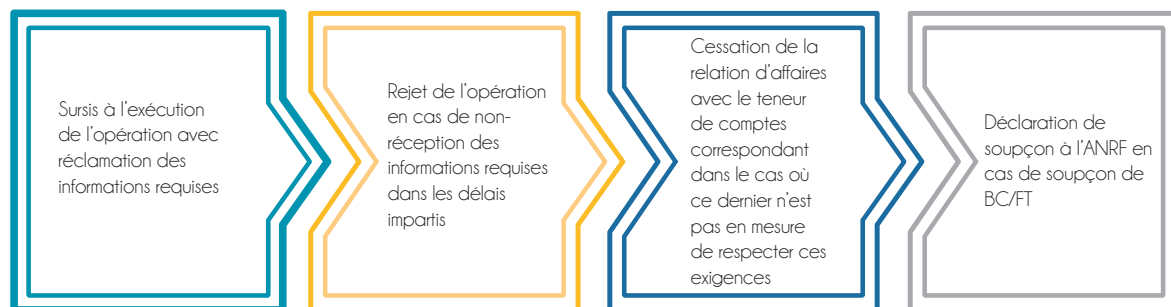 Sursis à l'exécution
de l'opération avec
réclamation des
informations requises
Rejet de l'opération
en cas de non-
réception des
informations requises
dans les délais
impartis
Cessation de la
relation d'affaires
avec le teneur
de comptes
correspondant
dans le cas où
ce dernier n'est
pas en mesure
de respecter ces
exigences
Déclaration de
soupçon à l'ANRF en
cas de soupçon de
BC/FT